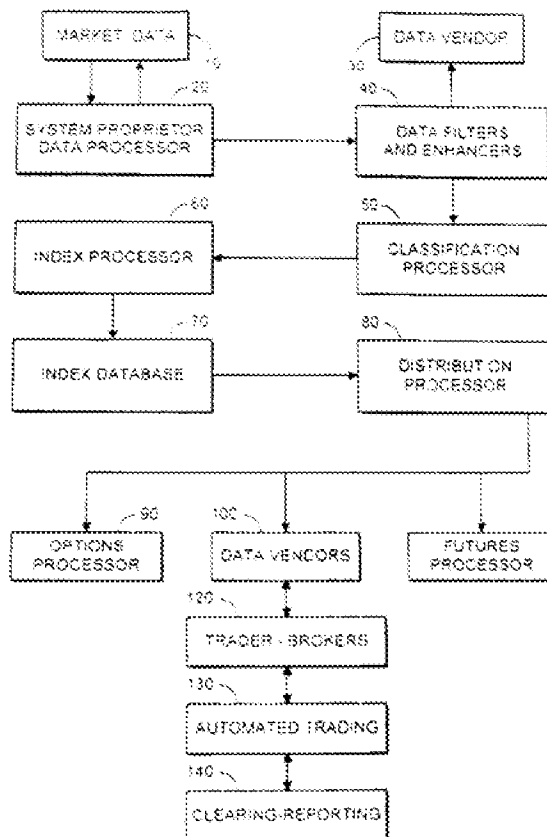 MARKET DATA
10
DATA VENDOR
30
20
SYSTEM PROPRIETOR
DATA PROCESSOR
40
DATA FILTERS
AND ENHANCERS
60
INDEX PROCESSOR
50
CLASSIFICATION
PROCESSOR
70
INDEX DATABASE
80
DISTRIBUTION
PROCESSOR
90
OPTIONS
PROCESSOR
100
DATA VENDORS
FUTURES
PROCESSOR
120
TRADER - BROKERS
130
AUTOMATED TRADING
140
CLEARING-REPORTING